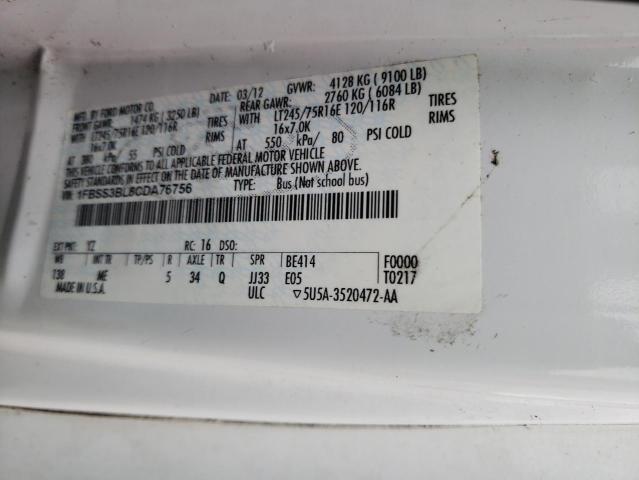 MFD. BY FORD MOTOR CO. DATE: 03/12 GVWR: 4128 KG ( 9100 LB)
FRONT GAWR: 1474 KG ( 3250 LB) REAR GAWR: 2760 KG ( 6084 LB)
WITH LT245/75R16E 120/116R TIRES WITH LT245/75R16E 120/116R TIRES
16x7.0K RIMS 16x7.0K RIMS
AT 380 kPa/ 55 PSI COLD AT 550 kPa/ 80 PSI COLD
THIS VEHICLE CONFORMS TO ALL APPLICABLE FEDERAL MOTOR VEHICLE
SAFETY STANDARDS IN EFFECT ON THE DATE OF MANUFACTURE SHOWN ABOVE.
VIN: 1FBSS3BL8CDA76756 TYPE: Bus (Not school bus)
EXT PNT: YZ RC: 16 DSO:
WB INT TR TP/PS R AXLE TR SPR BE414 F0000
138 ME 5 34 Q JJ33 E05 T0217
MADE IN U.S.A. ULC ▽5U5A-3520472-AA